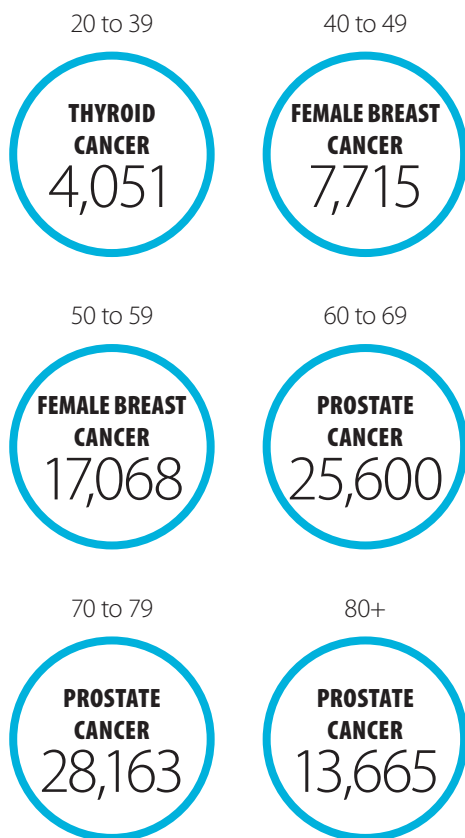 20 to 39
THYROID
CANCER
4,051
40 to 49
FEMALE BREAST
CANCER
7,715
50 to 59
FEMALE BREAST
CANCER
17,068
60 to 69
PROSTATE
CANCER
25,600
70 to 79
PROSTATE
CANCER
28,163
80+
PROSTATE
CANCER
13,665